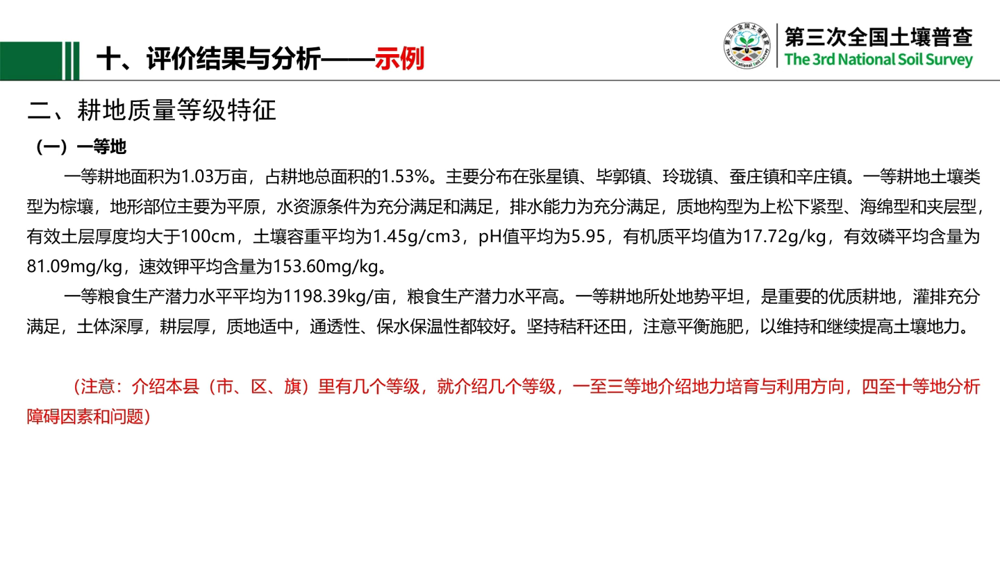 十、评价结果与分析——示例
第三次全国土壤普查
The 3rd National Soil Survey
第三次全国土壤普查
The 3rd National Soil Survey
二、耕地质量等级特征
（一）一等地
一等耕地面积为1.03万亩，占耕地总面积的1.53%。主要分布在张星镇、毕郭镇、玲珑镇、蚕庄镇和辛庄镇。一等耕地土壤类
型为棕壤，地形部位主要为平原，水资源条件为充分满足和满足，排水能力为充分满足，质地构型为上松下紧型、海绵型和夹层型，
有效土层厚度均大于100cm，土壤容重平均为1.45g/cm3，pH值平均为5.95，有机质平均值为17.72g/kg，有效磷平均含量为
81.09mg/kg，速效钾平均含量为153.60mg/kg。
一等粮食生产潜力水平平均为1198.39kg/亩，粮食生产潜力水平高。一等耕地所处地势平坦，是重要的优质耕地，灌排充分
满足，土体深厚，耕层厚，质地适中，通透性、保水保温性都较好。坚持秸秆还田，注意平衡施肥，以维持和继续提高土壤地力。
（注意：介绍本县（市、区、旗）里有几个等级，就介绍几个等级，一至三等地介绍地力培育与利用方向，四至十等地分析
障碍因素和问题）